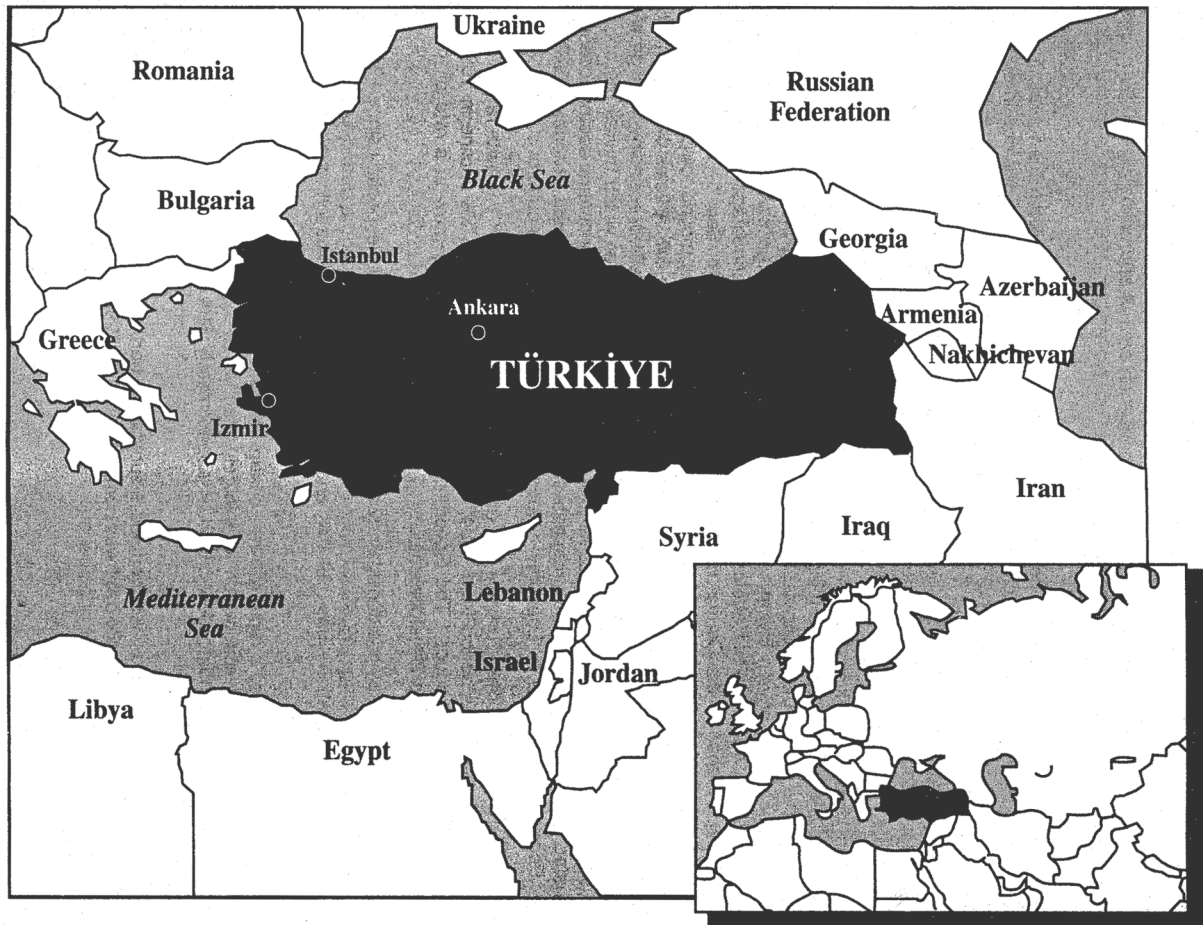 Ukraine
Romania
Russian
Federation
Black Sea
Bulgaria
Georgia
Istanbul
Azerbaijan
Ankara
Armenia
Greece
Nakhichevan
TÜRKİYE
Izmir
Iran
Iraq
Syria
Lebanon
Mediterranean
Sea
Israel
Jordan
Libya
Egypt